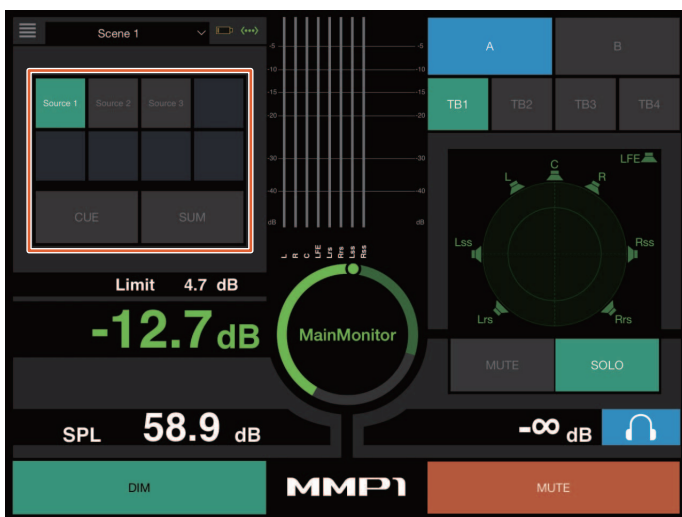 Scene 1
Source 1 Source 2 Source 3
CUE SUM
Limit 4.7 dB
-12.7 dB
SPL 58.9 dB
DIM
-5 -5
-10 -10
-15 -15
-20 -20
-30 -30
-40 -40
dB dB
L R C LFE Lrs Rrs Lss Rss
MainMonitor
MMP1
A B
TB1 TB2 TB3 TB4
LFE
L C R
Lss Rss
Lrs Rrs
MUTE SOLO
-∞ dB
MUTE